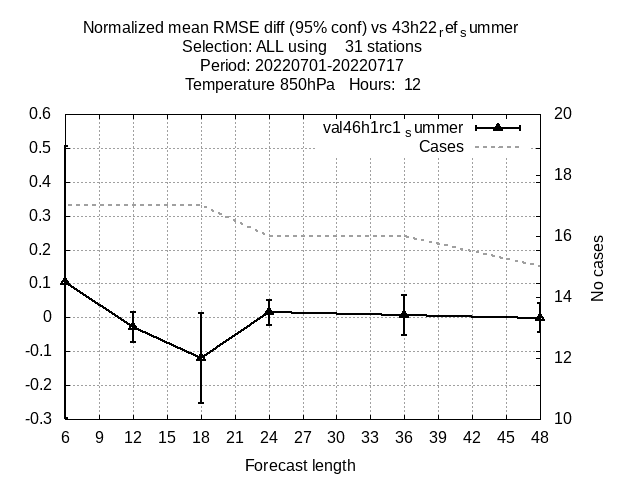 Normalized mean RMSE diff (95% conf) vs 43h22refsummer
Selection: ALL using 31 stations
Period: 20220701-20220717
Temperature 850hPa Hours: 12
val46h1rc1summer
Cases
0.6
0.5
0.4
0.3
0.2
0.1
0
-0.1
-0.2
-0.3
20
18
16
14
12
10
No cases
6 9 12 15 18 21 24 27 30 33 36 39 42 45 48
Forecast length